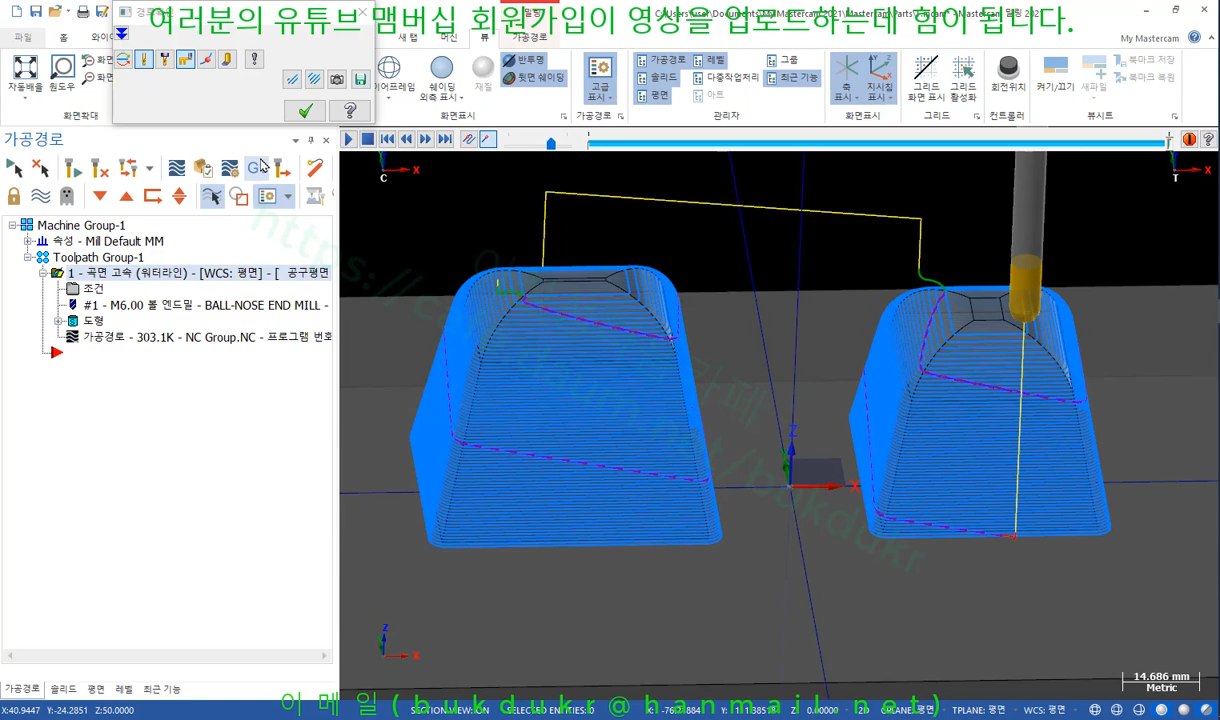 여러분의 유튜브 맴버십 회원가입이 영상을 업로드하는데 힘이 됩니다.
파일 홈 새 탭 머신 뷰 가공경로 My Mastercam
자동배율 원도우 재질 쉐이딩 외측 표시 반투명 뒷면 쉐이딩 고급 표시 가공경로 레벨 그룹 솔리드 다중작업처리 최근 기능 평면 아트 축 표시 지시침 표시 그리드 화면 표시 그리드 활성화 회전위치 켜기/끄기 새파일 북마크 저장 북마크 복원
화면확대 화면표시 가공경로 관리자 화면표시 그리드 컨트롤러 뷰시트
가공경로
C X
T X
Machine Group-1
속성 - Mill Default MM
Toolpath Group-1
1 - 곡면 고속 (워터라인) - [WCS: 평면] - [ 공구평면
조건
#1 - M6.00 볼 엔드밀 - BALL-NOSE END MILL -
도형
가공경로 - 303.1K - NC Group.NC - 프로그램 번호
Z
X
Z
X
14.686 mm
Metric
가공경로 솔리드 평면 레벨 최근 기능
이 메 일 ( b u k d u k r @ h a n m a i l . n e t )
X:40.9447 Y:-24.2851 Z:50.0000 SECTION VIEW: ON SELECTED ENTITIES: 0 TPLANE: 평면 WCS: 평면